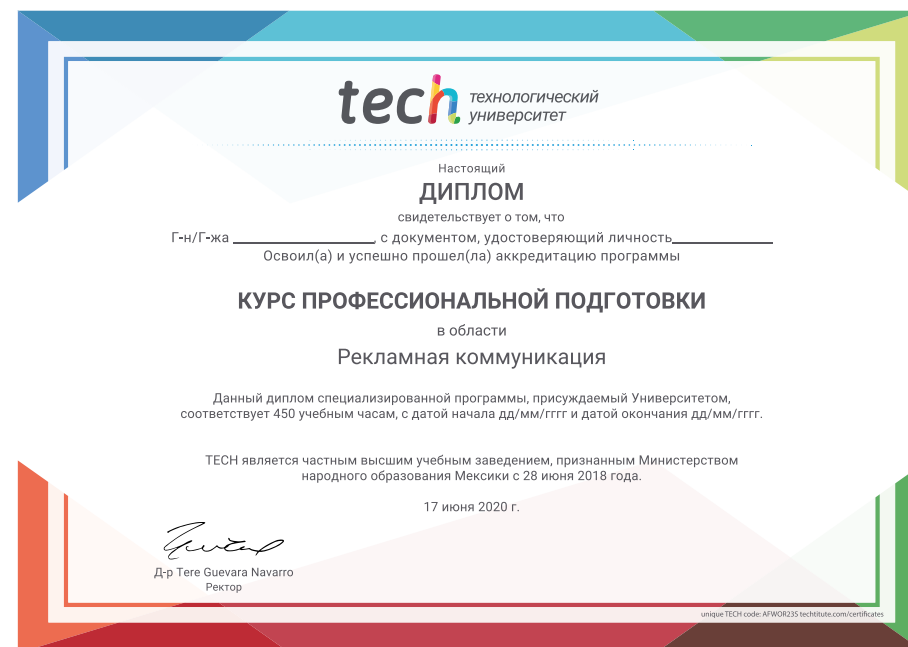 tech технологический
университет
Настоящий
ДИПЛОМ
свидетельствует о том, что
Г-н/Г-жа ________________, с документом, удостоверяющий личность____________
Освоил(а) и успешно прошел(ла) аккредитацию программы
КУРС ПРОФЕССИОНАЛЬНОЙ ПОДГОТОВКИ
в области
Рекламная коммуникация
Данный диплом специализированной программы, присуждаемый Университетом,
соответствует 450 учебным часам, с датой начала дд/мм/гггг и датой окончания дд/мм/гггг.
TECH является частным высшим учебным заведением, признанным Министерством
народного образования Мексики с 28 июня 2018 года.
17 июня 2020 г.
Д-р Tere Guevara Navarro
Ректор
unique TECH code: AFWOR23S techtitute.com/certificates